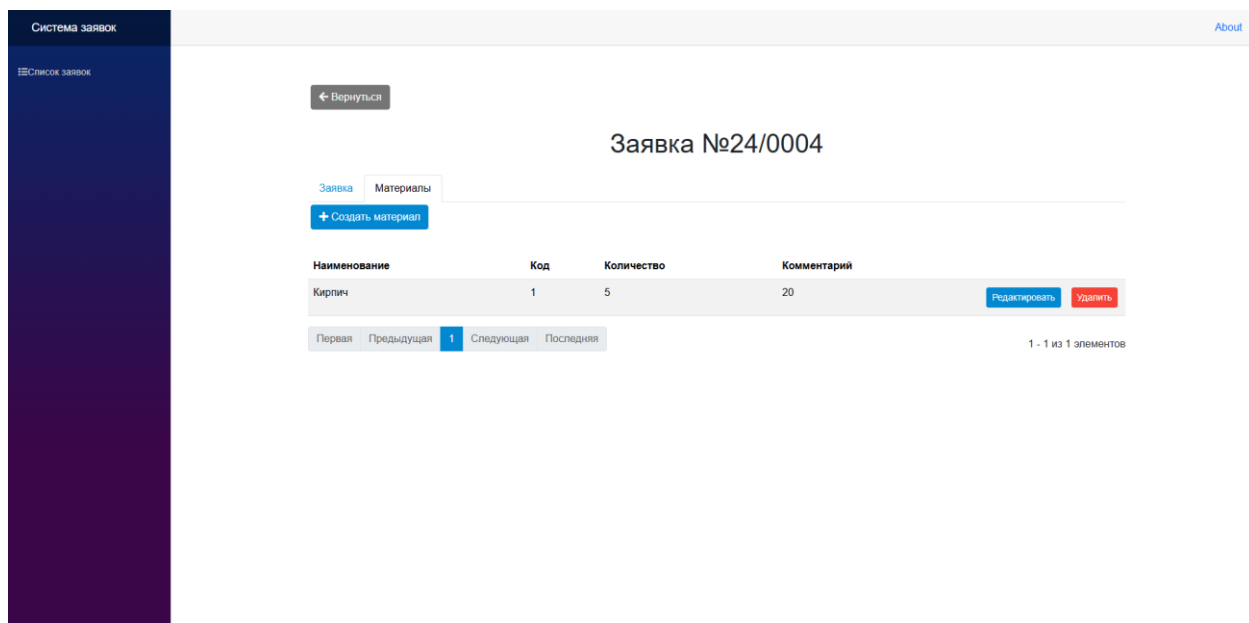 Система заявок
About
Список заявок
Вернуться
Заявка №24/0004
Заявка Материалы
Создать материал
Наименование Код Количество Комментарий
Кирпич 1 5 20 Редактировать Удалить
Первая Предыдущая 1 Следующая Последняя
1 - 1 из 1 элементов